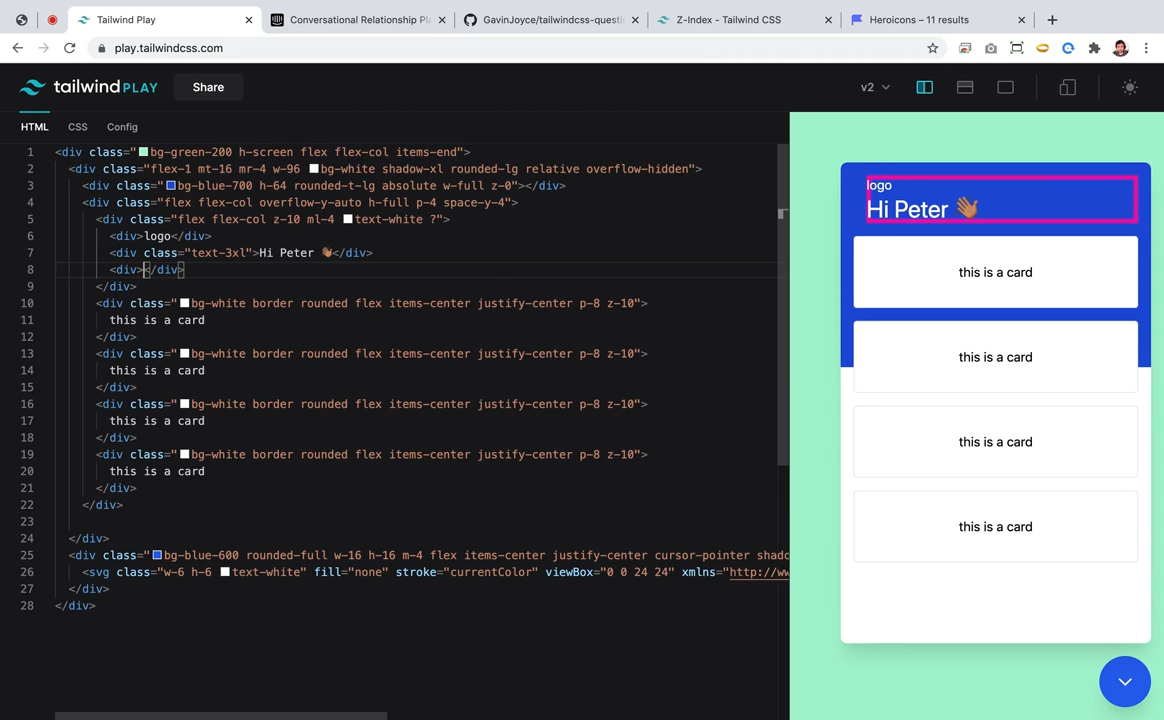 Tailwind Play
Conversational Relationship Pl
GavinJoyce/tailwindcss-questi
Z-Index - Tailwind CSS
Heroicons – 11 results
play.tailwindcss.com
tailwind PLAY
Share
v2
HTML
CSS
Config
1 <div class="bg-green-200 h-screen flex flex-col items-end">
2 <div class="flex-1 mt-16 mr-4 w-96 bg-white shadow-xl rounded-lg relative overflow-hidden">
3 <div class="bg-blue-700 h-64 rounded-t-lg absolute w-full z-0"></div>
4 <div class="flex flex-col overflow-y-auto h-full p-4 space-y-4">
5 <div class="flex flex-col z-10 ml-4 text-white ?">
6 <div>logo</div>
7 <div class="text-3xl">Hi Peter 👋🏽</div>
8 <div></div>
9 </div>
10 <div class="bg-white border rounded flex items-center justify-center p-8 z-10">
11 this is a card
12 </div>
13 <div class="bg-white border rounded flex items-center justify-center p-8 z-10">
14 this is a card
15 </div>
16 <div class="bg-white border rounded flex items-center justify-center p-8 z-10">
17 this is a card
18 </div>
19 <div class="bg-white border rounded flex items-center justify-center p-8 z-10">
20 this is a card
21 </div>
22 </div>
23
24 </div>
25 <div class="bg-blue-600 rounded-full w-16 h-16 m-4 flex items-center justify-center cursor-pointer shado
26 <svg class="w-6 h-6 text-white" fill="none" stroke="currentColor" viewBox="0 0 24 24" xmlns="http://ww
27 </div>
28 </div>
logo
Hi Peter 👋🏽
this is a card
this is a card
this is a card
this is a card